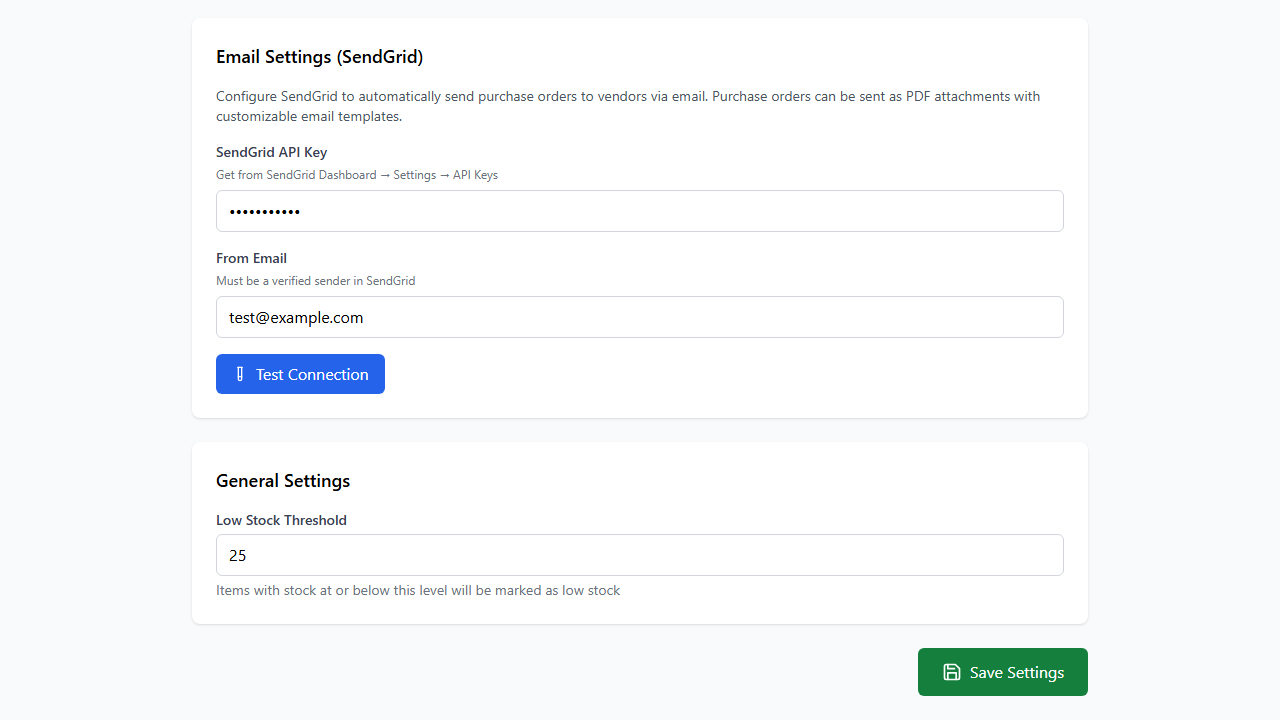 Email Settings (SendGrid)
Configure SendGrid to automatically send purchase orders to vendors via email. Purchase orders can be sent as PDF attachments with
customizable email templates.
SendGrid API Key
Get from SendGrid Dashboard → Settings → API Keys
•••••••••••
From Email
Must be a verified sender in SendGrid
test@example.com
Test Connection
General Settings
Low Stock Threshold
25
Items with stock at or below this level will be marked as low stock
Save Settings